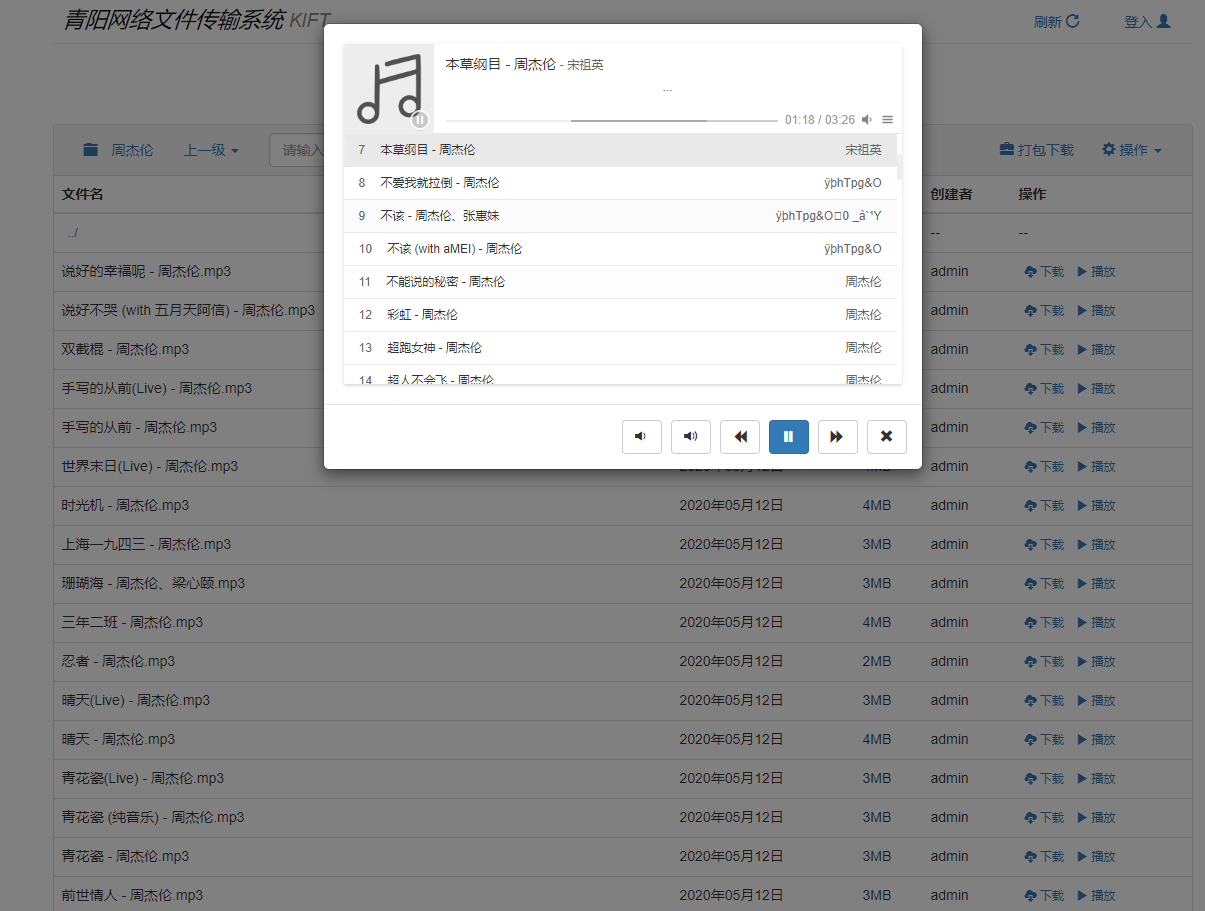 青阳网络文件传输系统 KIFT
刷新 登入
本草纲目 - 周杰伦 - 宋祖英
...
01:18 / 03:26
周杰伦 上一级 请输入 打包下载 操作
7 本草纲目 - 周杰伦 宋祖英
8 不爱我就拉倒 - 周杰伦 ÿþhTpg&O
9 不该 - 周杰伦、张惠妹
10 不该 (with aMEI) - 周杰伦 ÿþhTpg&O
11 不能说的秘密 - 周杰伦 周杰伦
12 彩虹 - 周杰伦 周杰伦
13 超跑女神 - 周杰伦 周杰伦
14 超人不会飞 - 周杰伦 周杰伦
文件名 创建者 操作
../ -- --
说好的幸福呢 - 周杰伦.mp3 admin 下载 播放
说好不哭 (with 五月天阿信) - 周杰伦.mp3 admin 下载 播放
双截棍 - 周杰伦.mp3 admin 下载 播放
手写的从前(Live) - 周杰伦.mp3 admin 下载 播放
手写的从前 - 周杰伦.mp3 admin 下载 播放
世界末日(Live) - 周杰伦.mp3 admin 下载 播放
时光机 - 周杰伦.mp3 2020年05月12日 4MB admin 下载 播放
上海一九四三 - 周杰伦.mp3 2020年05月12日 3MB admin 下载 播放
珊瑚海 - 周杰伦、梁心颐.mp3 2020年05月12日 3MB admin 下载 播放
三年二班 - 周杰伦.mp3 2020年05月12日 4MB admin 下载 播放
忍者 - 周杰伦.mp3 2020年05月12日 2MB admin 下载 播放
晴天(Live) - 周杰伦.mp3 2020年05月12日 3MB admin 下载 播放
晴天 - 周杰伦.mp3 2020年05月12日 4MB admin 下载 播放
青花瓷(Live) - 周杰伦.mp3 2020年05月12日 3MB admin 下载 播放
青花瓷 (纯音乐) - 周杰伦.mp3 2020年05月12日 3MB admin 下载 播放
青花瓷 - 周杰伦.mp3 2020年05月12日 3MB admin 下载 播放
前世情人 - 周杰伦.mp3 2020年05月12日 3MB admin 下载 播放